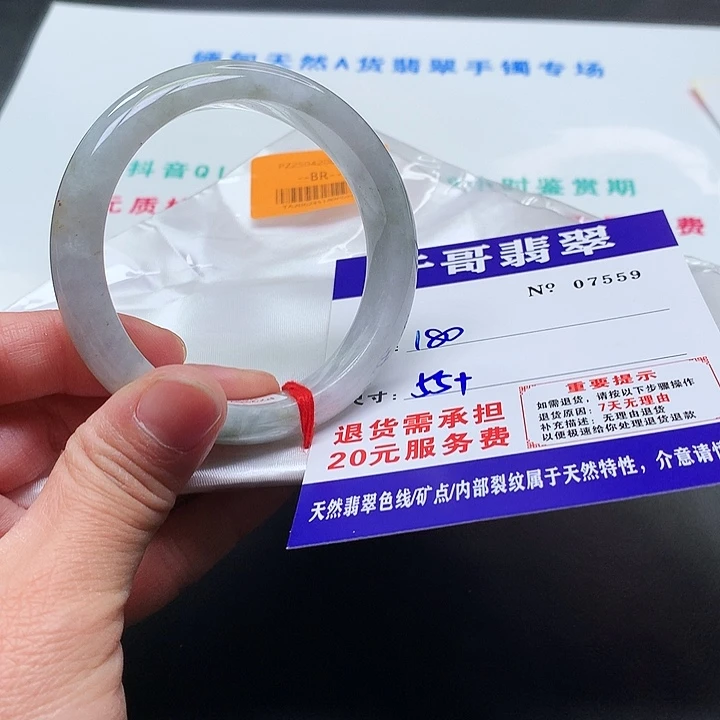 缅甸天然A货翡翠手镯专场
抖音QI
时鉴赏期
元质
费
--BR-
哥翡翠
Nº 07559
180
寸: 55+
退货需承担
20元服务费
重要提示
如需退货，请按以下步骤操作
退货原因：7天无理由
补充描述：无理由退货
以便极速给你处理退货退款
天然翡翠色线/矿点/内部裂纹属于天然特性，介意请